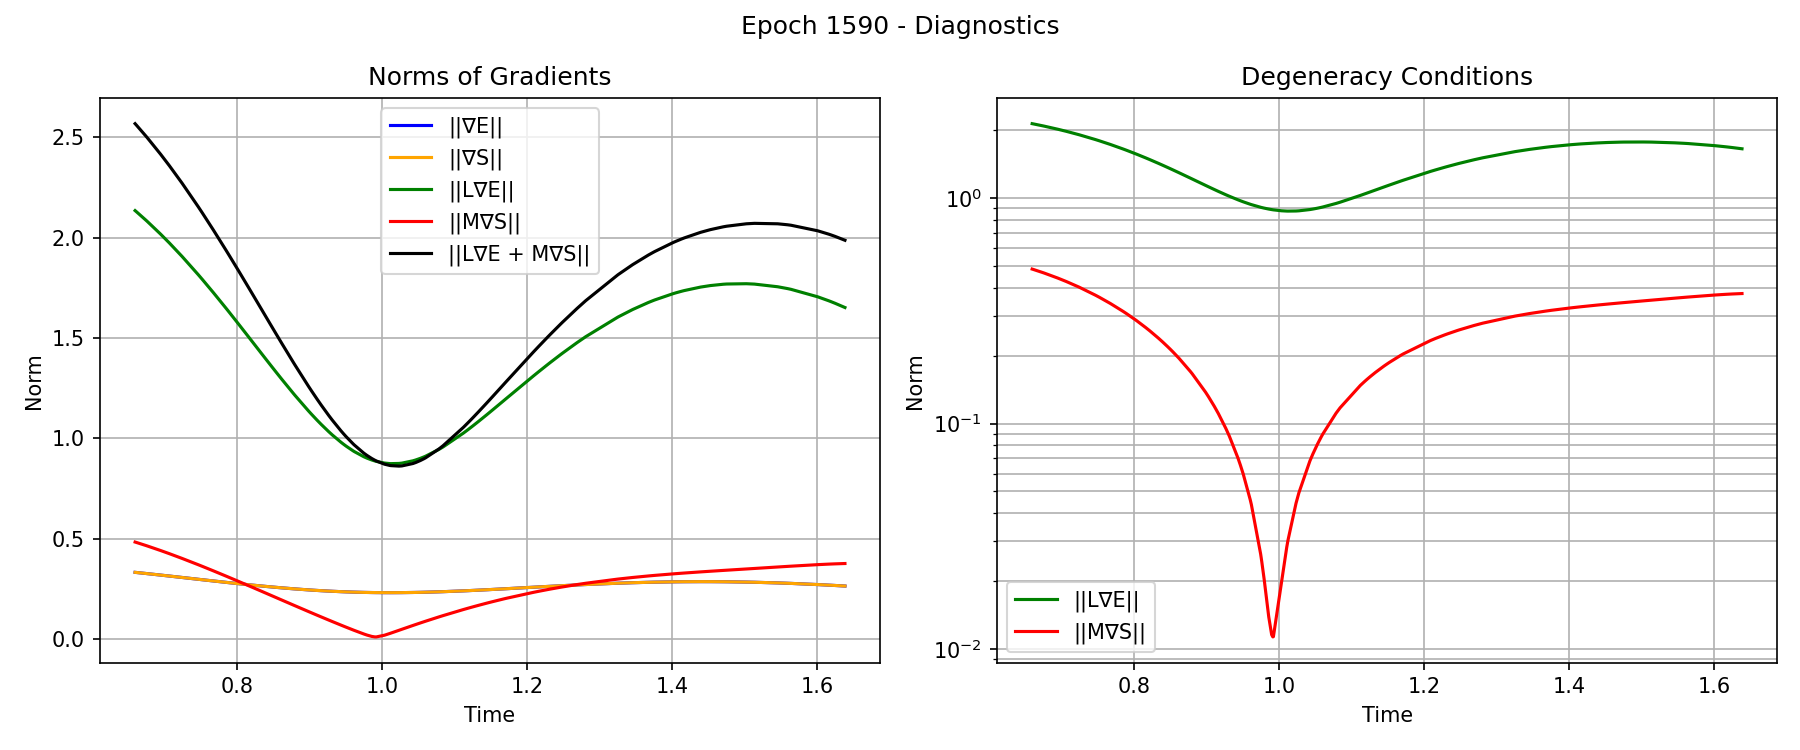 Epoch 1590 - Diagnostics
Norms of Gradients
Norm
2.5
2.0
1.5
1.0
0.5
0.0
||∇E||
||∇S||
||L∇E||
||M∇S||
||L∇E + M∇S||
0.8
1.0
1.2
1.4
1.6
Time
Degeneracy Conditions
Norm
10⁰
10⁻¹
10⁻²
||L∇E||
||M∇S||
0.8
1.0
1.2
1.4
1.6
Time